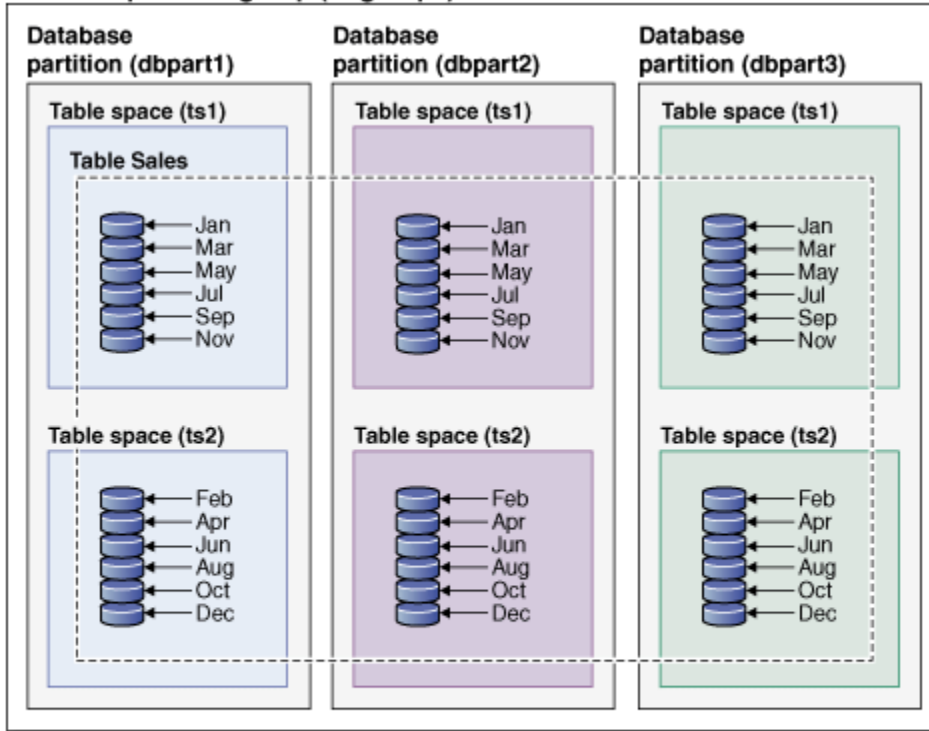 Database
partition (dbpart1)
Table space (ts1)
Table Sales
Jan
Mar
May
Jul
Sep
Nov
Table space (ts2)
Feb
Apr
Jun
Aug
Oct
Dec
Database
partition (dbpart2)
Table space (ts1)
Jan
Mar
May
Jul
Sep
Nov
Table space (ts2)
Feb
Apr
Jun
Aug
Oct
Dec
Database
partition (dbpart3)
Table space (ts1)
Jan
Mar
May
Jul
Sep
Nov
Table space (ts2)
Feb
Apr
Jun
Aug
Oct
Dec